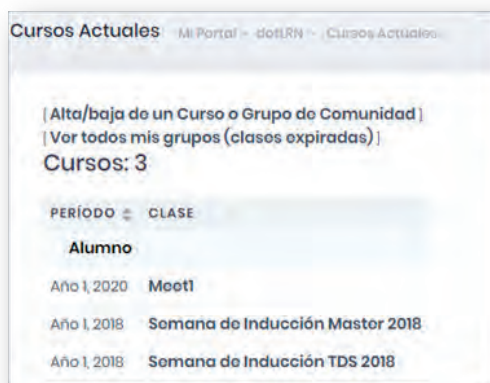 Cursos Actuales Mi Portal - dotLRN - Cursos Actuales
[Alta/baja de un Curso o Grupo de Comunidad]
[Ver todos mis grupos (clases expiradas)]
Cursos: 3
PERÍODO CLASE
Alumno
Año 1, 2020 Meet1
Año 1, 2018 Semana de Inducción Master 2018
Año 1, 2018 Semana de Inducción TDS 2018